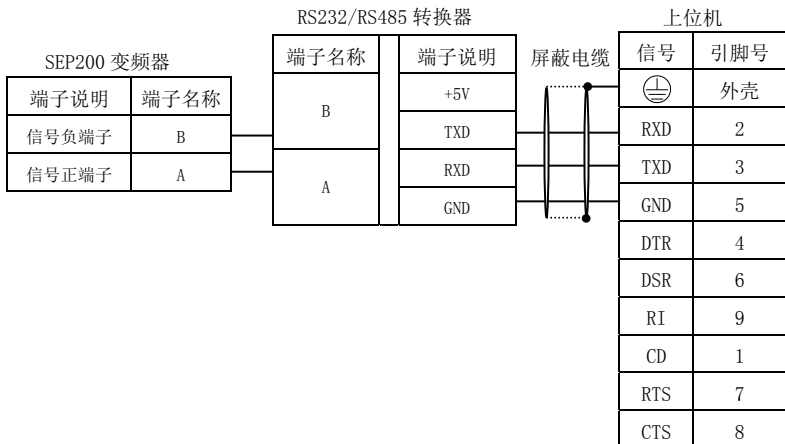 RS232/RS485 转换器
上位机
SEP200 变频器
端子说明 端子名称
信号负端子 B
信号正端子 A
端子名称 端子说明
B
A
+5V
TXD
RXD
GND
屏蔽电缆
信号 引脚号
外壳
RXD 2
TXD 3
GND 5
DTR 4
DSR 6
RI 9
CD 1
RTS 7
CTS 8